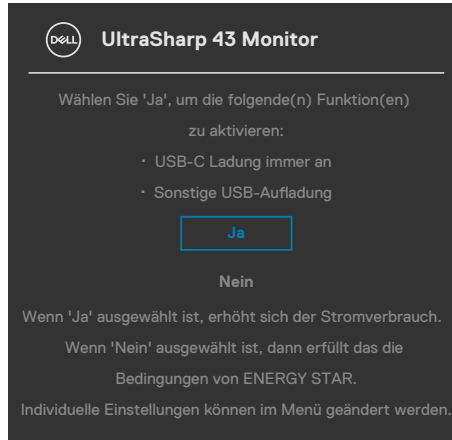 DELL
UltraSharp 43 Monitor
Wählen Sie 'Ja', um die folgende(n) Funktion(en)
zu aktivieren:
· USB-C Ladung immer an
· Sonstige USB-Aufladung
Ja
Nein
Wenn 'Ja' ausgewählt ist, erhöht sich der Stromverbrauch.
Wenn 'Nein' ausgewählt ist, dann erfüllt das die
Bedingungen von ENERGY STAR.
Individuelle Einstellungen können im Menü geändert werden.